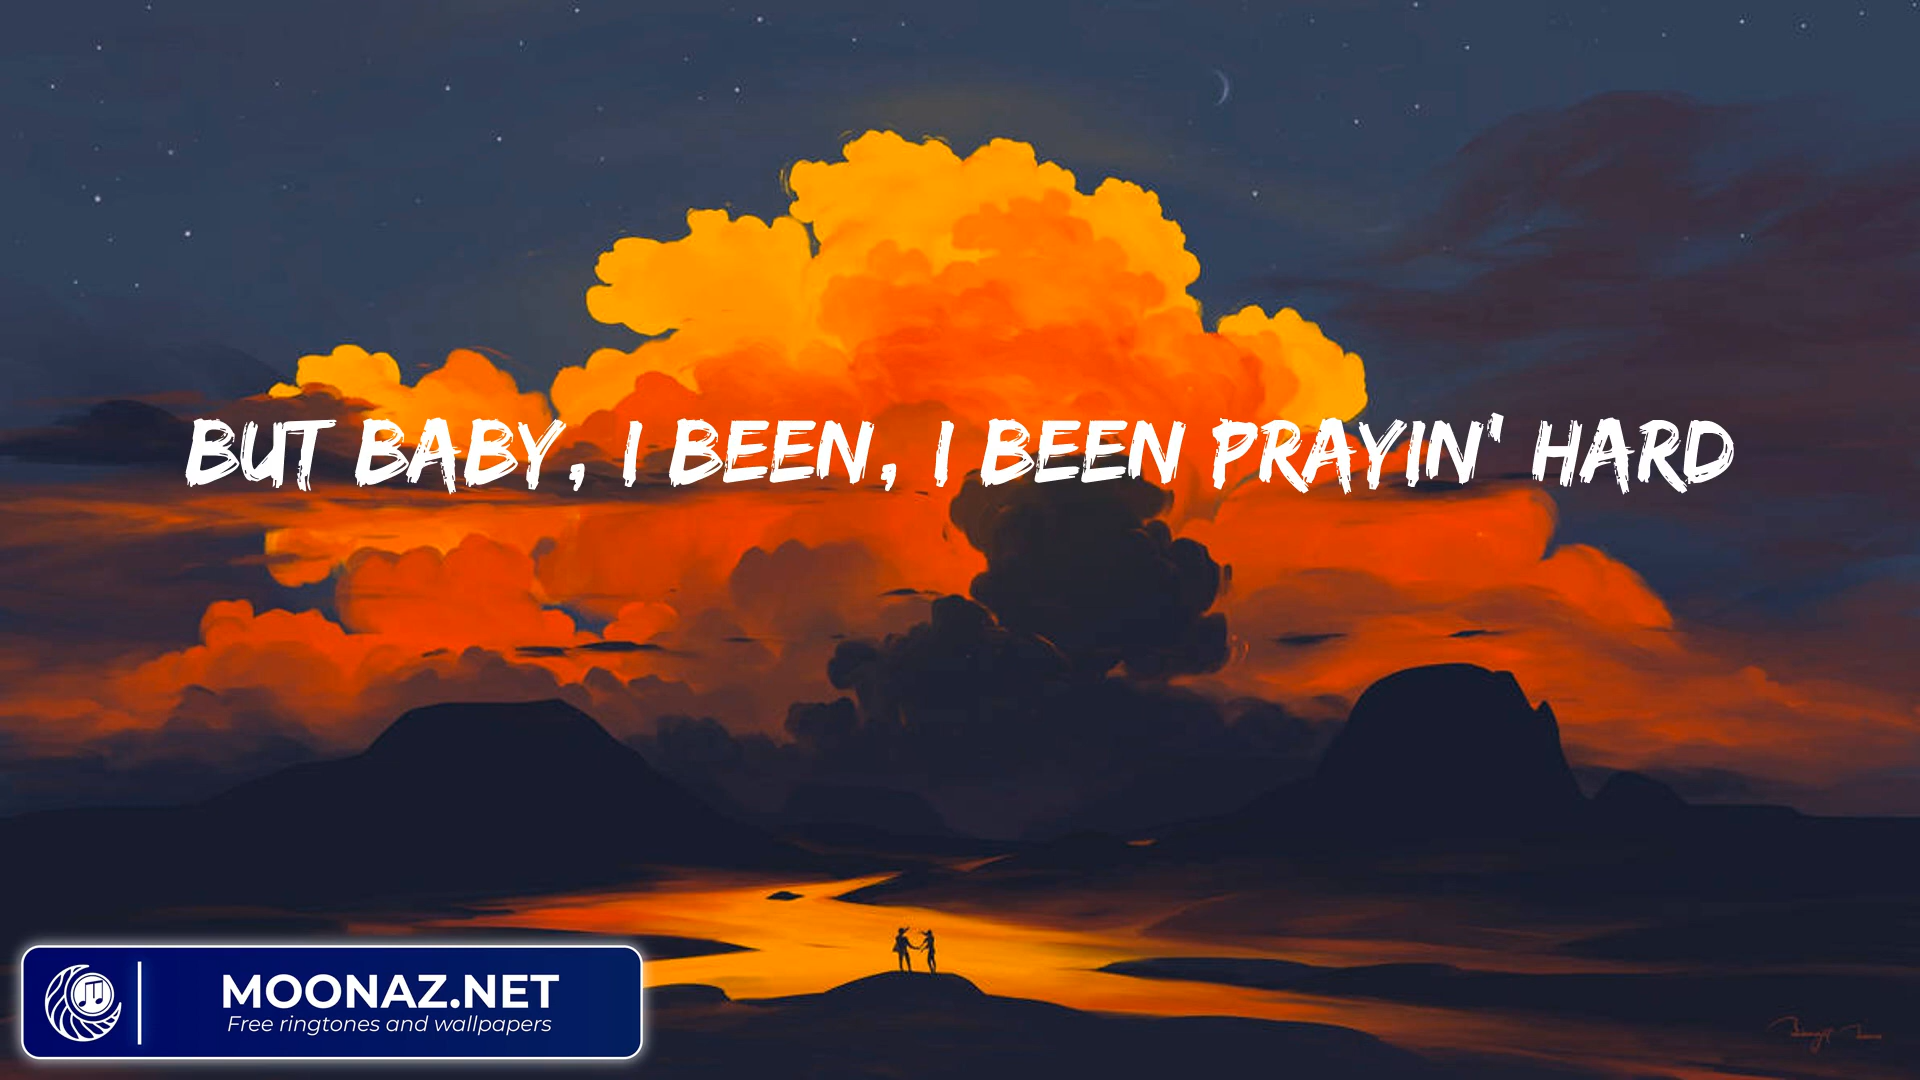 BUT BABY, I BEEN, I BEEN PRAYIN' HARD
MOONAZ.NET
Free ringtones and wallpapers